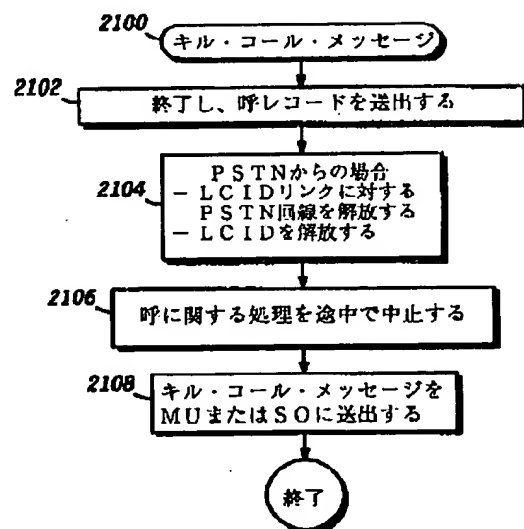 2100
キル・コール・メッセージ
2102
終了し、呼レコードを送出する
2104
PSTNからの場合
－LCIDリンクに対する
PSTN回線を解放する
－LCIDを解放する
2106
呼に関する処理を途中で中止する
2108
キル・コール・メッセージを
MUまたはSOに送出する
終了